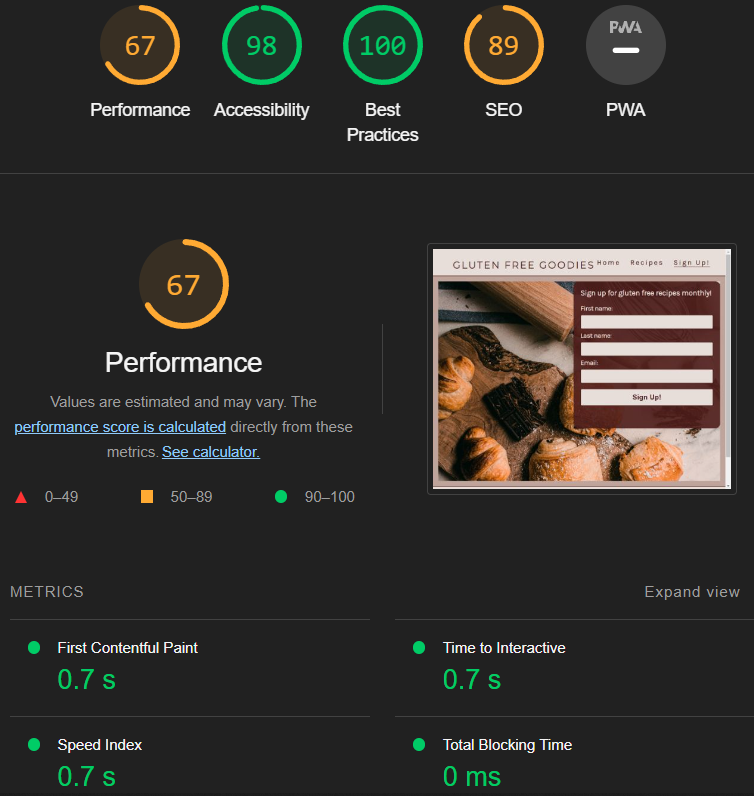 67
98
100
89
PWA
Performance
Accessibility
Best
Practices
SEO
PWA
67
Performance
Values are estimated and may vary. The
performance score is calculated directly from these
metrics. See calculator.
0–49
50–89
90–100
GLUTEN FREE GOODIES Home Recipes Sign Up!
Sign up for gluten free recipes monthly!
First name:
Last name:
Email:
Sign Up!
METRICS
Expand view
First Contentful Paint
0.7 s
Time to Interactive
0.7 s
Speed Index
0.7 s
Total Blocking Time
0 ms